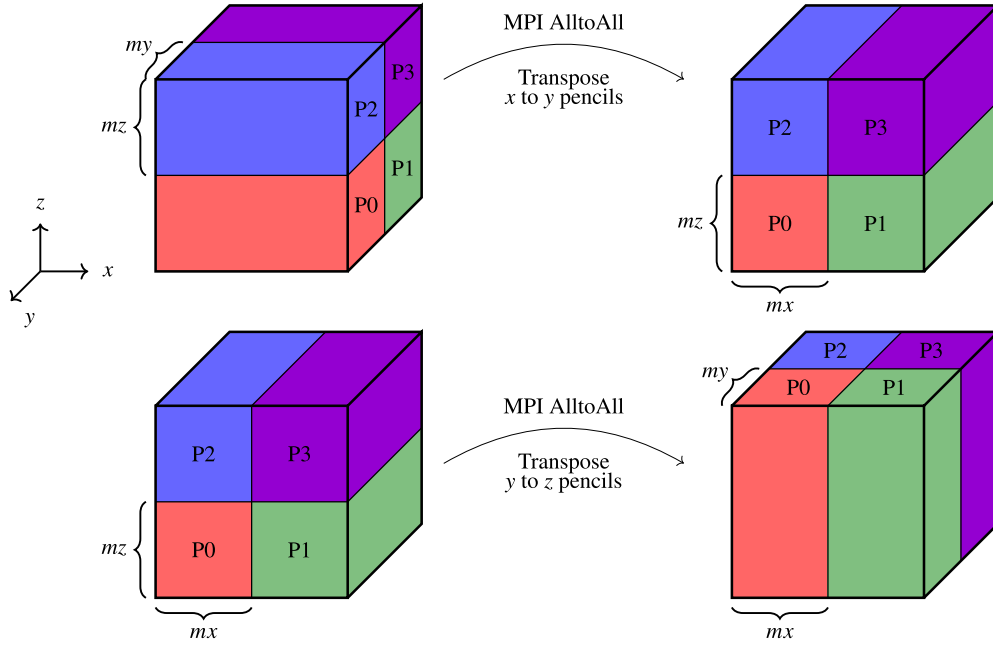 MPI AlltoAll
Transpose
x to y pencils
my
mz
P3
P2
P1
P0
P2
P3
P0
P1
mz
mx
z
x
y
MPI AlltoAll
Transpose
y to z pencils
P2
P3
P0
P1
mz
mx
P2
P3
P0
P1
my
mx